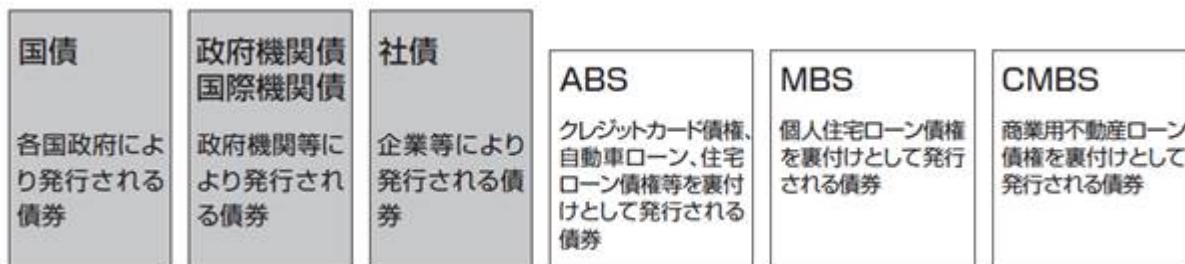 国債
各国政府によ
り発行される
債券
政府機関債
国際機関債
政府機関等に
より発行され
る債券
社債
企業等により
発行される債
券
ABS
クレジットカード債権、
自動車ローン、住宅
ローン債権等を裏付
けとして発行される
債券
MBS
個人住宅ローン債権
を裏付けとして発行
される債券
CMBS
商業用不動産ローン
債権を裏付けとして
発行される債券